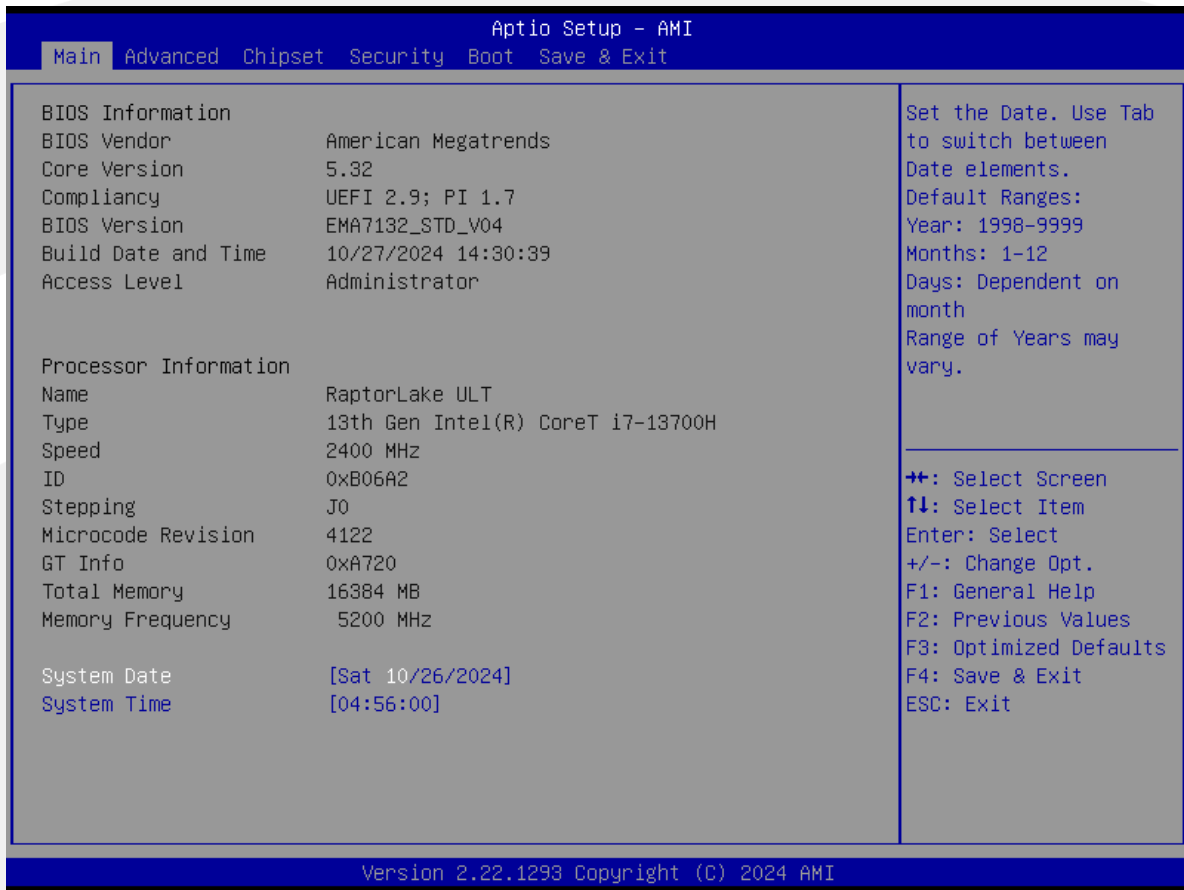 Aptio Setup - AMI
Main Advanced Chipset Security Boot Save & Exit
BIOS Information
BIOS Vendor American Megatrends
Core Version 5.32
Compliancy UEFI 2.9; PI 1.7
BIOS Version EMA7132_STD_V04
Build Date and Time 10/27/2024 14:30:39
Access Level Administrator
Processor Information
Name RaptorLake ULT
Type 13th Gen Intel(R) CoreT i7-13700H
Speed 2400 MHz
ID 0xB06A2
Stepping J0
Microcode Revision 4122
GT Info 0xA720
Total Memory 16384 MB
Memory Frequency 5200 MHz
System Date [Sat 10/26/2024]
System Time [04:56:00]
Set the Date. Use Tab
to switch between
Date elements.
Default Ranges:
Year: 1998-9999
Months: 1-12
Days: Dependent on
month
Range of Years may
vary.
→←: Select Screen
↑↓: Select Item
Enter: Select
+/-: Change Opt.
F1: General Help
F2: Previous Values
F3: Optimized Defaults
F4: Save & Exit
ESC: Exit
Version 2.22.1293 Copyright (C) 2024 AMI